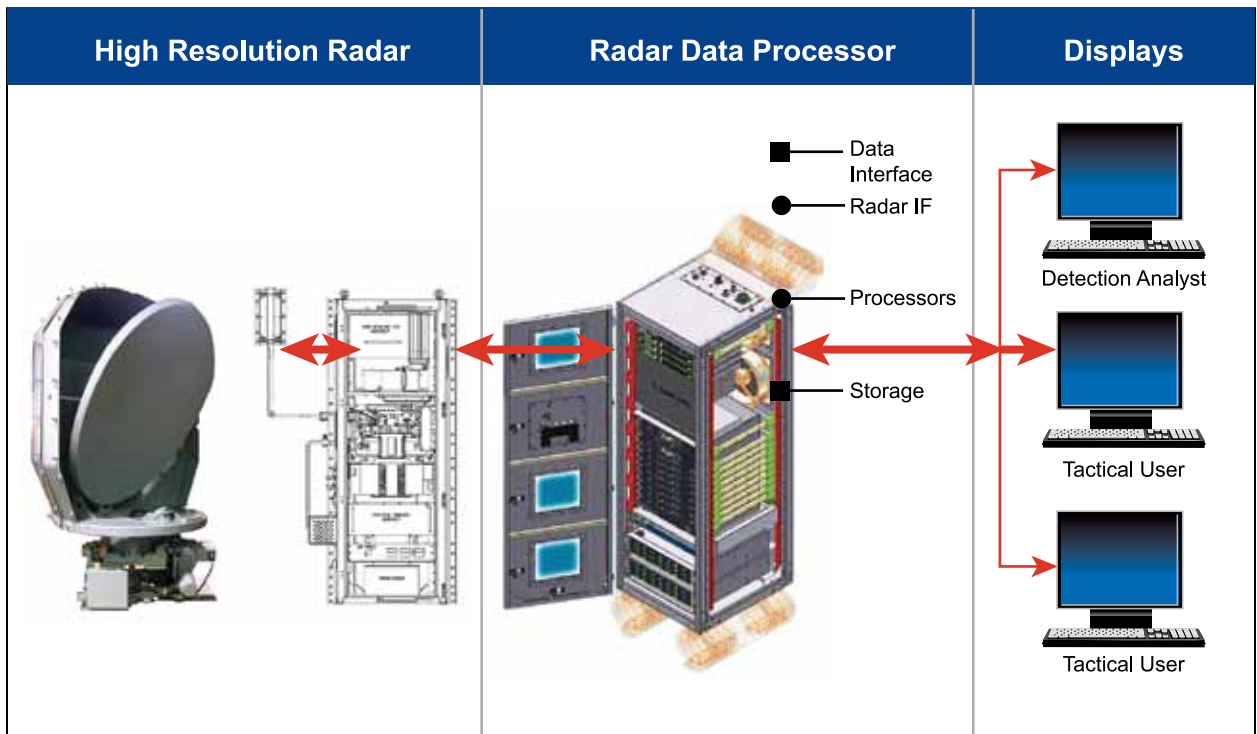 High Resolution Radar
Radar Data Processor
Displays
Data
Interface
Radar IF
Processors
Storage
Detection Analyst
Tactical User
Tactical User